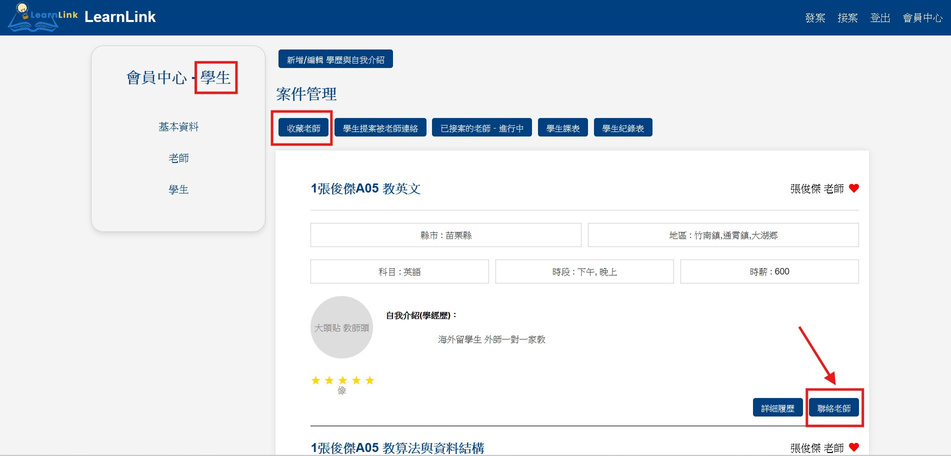 LearnLink LearnLink 發案 接案 登出 會員中心
會員中心 - 學生
基本資料
老師
學生
新增/編輯 學歷與自我介紹
案件管理
收藏老師 學生提案被老師連絡 已接案的老師 - 進行中 學生課表 學生紀錄表
1張俊傑A05 教英文 張俊傑 老師
縣市 : 苗栗縣 地區 : 竹南鎮,通霄鎮,大湖鄉
科目 : 英語 時段 : 下午, 晚上 時薪 : 600
大頭貼 教師頭
像
自我介紹(學經歷) :
海外留學生 外師一對一家教
詳細履歷 聯絡老師
1張俊傑A05 教算法與資料結構 張俊傑 老師